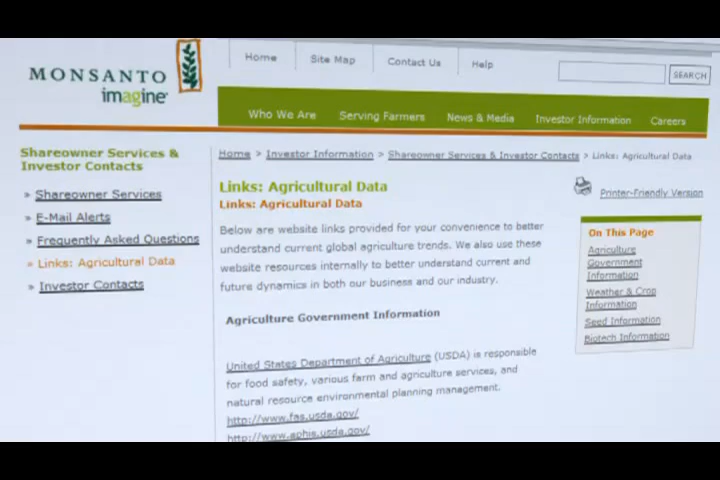 MONSANTO
imagine
Home
Site Map
Contact Us
Help
SEARCH
Who We Are
Serving Farmers
News & Media
Investor Information
Careers
Shareowner Services &
Investor Contacts
» Shareowner Services
» E-Mail Alerts
» Frequently Asked Questions
» Links: Agricultural Data
» Investor Contacts
Home > Investor Information > Shareowner Services & Investor Contacts > Links: Agricultural Data
Links: Agricultural Data
Links: Agricultural Data
Printer-Friendly Version
Below are website links provided for your convenience to better
understand current global agriculture trends. We also use these
website resources internally to better understand current and
future dynamics in both our business and our industry.
Agriculture Government Information
United States Department of Agriculture (USDA) is responsible
for food safety, various farm and agriculture services, and
natural resource environmental planning management.
http://www.fas.usda.gov/
http://www.aphis.usda.gov/
On This Page
Agriculture
Government
Information
Weather & Crop
Information
Seed Information
Biotech Information